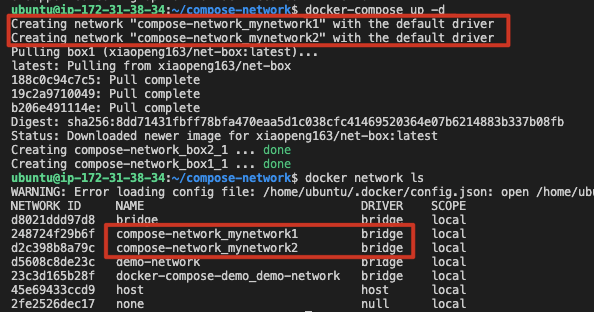 ubuntu@ip-172-31-38-34:~/compose-network$ docker-compose up -d
Creating network "compose-network_mynetwork1" with the default driver
Creating network "compose-network_mynetwork2" with the default driver
Pulling box1 (xiaopeng163/net-box:latest)...
latest: Pulling from xiaopeng163/net-box
188c0c94c7c5: Pull complete
19c2a9710049: Pull complete
b206e491114e: Pull complete
Digest: sha256:8dd71431fbff78bfa470eaa5d1c038cfc41469520364e07b6214883b337b08fb
Status: Downloaded newer image for xiaopeng163/net-box:latest
Creating compose-network_box2_1 ... done
Creating compose-network_box1_1 ... done
ubuntu@ip-172-31-38-34:~/compose-network$ docker network ls
WARNING: Error loading config file: /home/ubuntu/.docker/config.json: open /home/ub
NETWORK ID NAME DRIVER SCOPE
d8021ddd97d8 bridge bridge local
248724f29b6f compose-network_mynetwork1 bridge local
d2c398b8a79c compose-network_mynetwork2 bridge local
d5608c8de23c demo-network bridge local
23c3d165b28f docker-compose-demo_demo-network bridge local
45e69433ccd9 host host local
2fe2526dec17 none null local